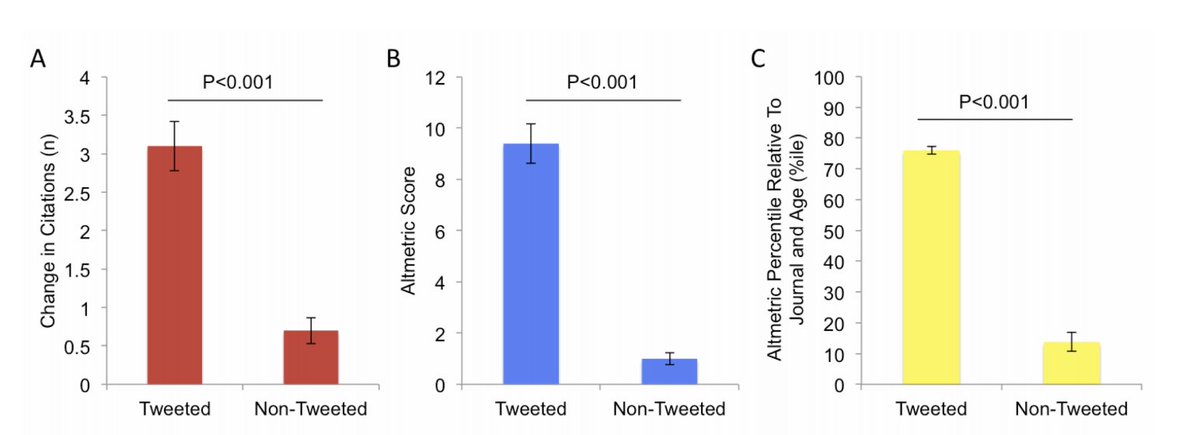 A
Change in Citations (n)
4
3.5
3
2.5
2
1.5
1
0.5
0
P<0.001
Tweeted
Non-Tweeted
B
Altmetric Score
12
10
8
6
4
2
0
P<0.001
Tweeted
Non-Tweeted
C
Altmetric Percentile Relative To
Journal and Age (%ile)
100
90
80
70
60
50
40
30
20
10
0
P<0.001
Tweeted
Non-Tweeted